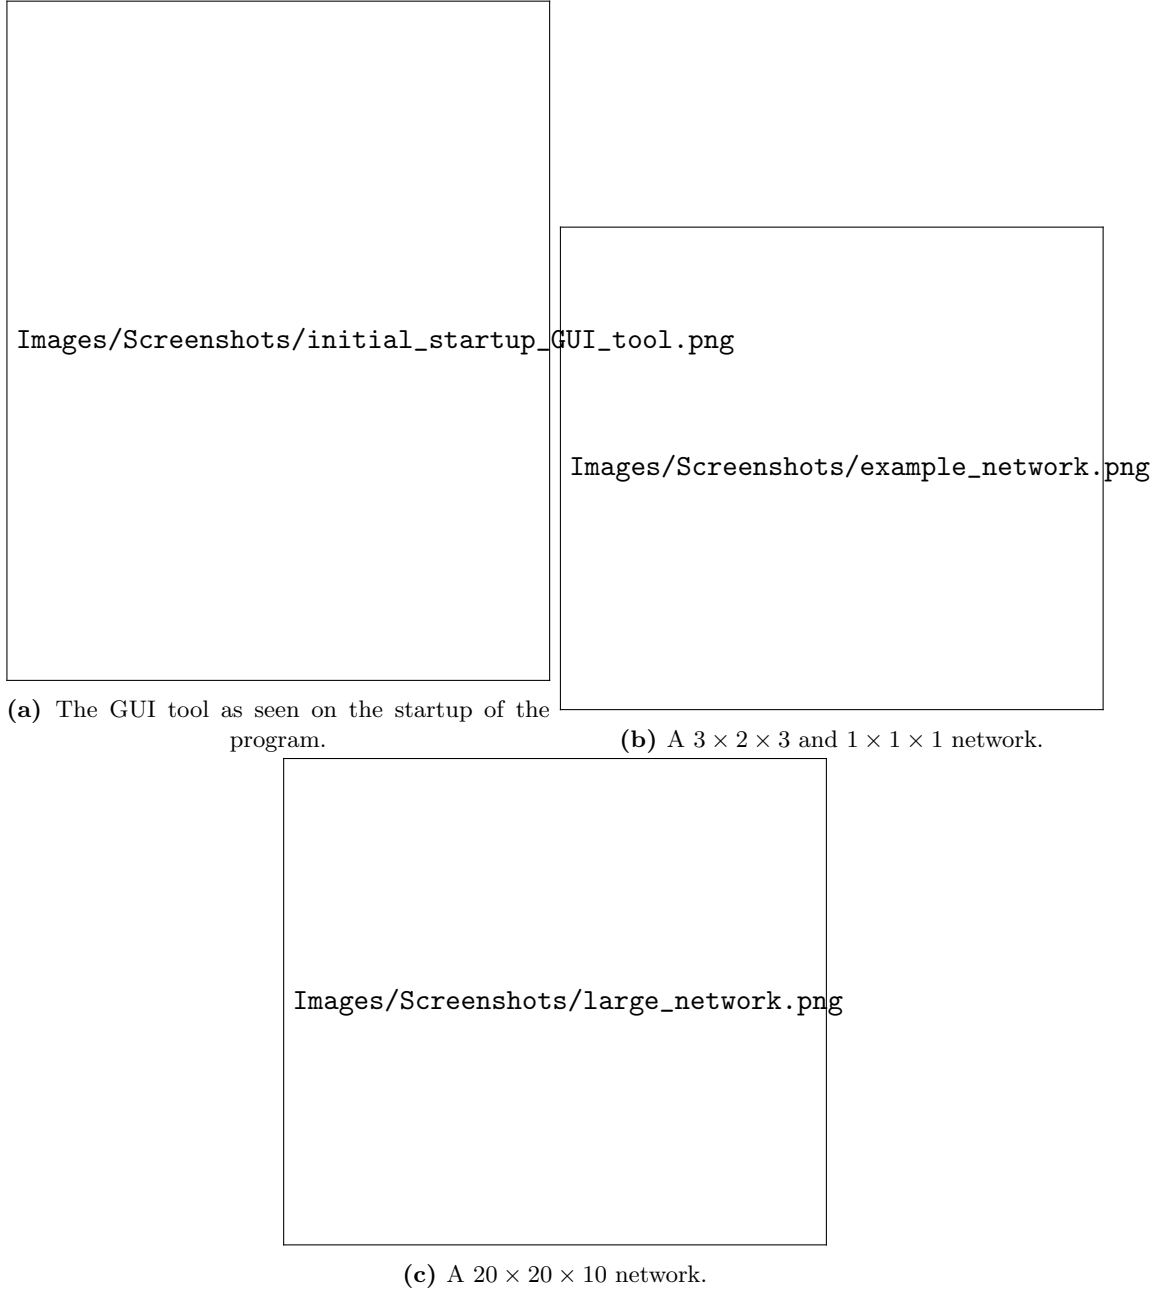 Images/Screenshots/initial_startup_GUI_tool.png
Images/Screenshots/example_network.png
(a) The GUI tool as seen on the startup of the
program.
(b) A 3 × 2 × 3 and 1 × 1 × 1 network.
Images/Screenshots/large_network.png
(c) A 20 × 20 × 10 network.